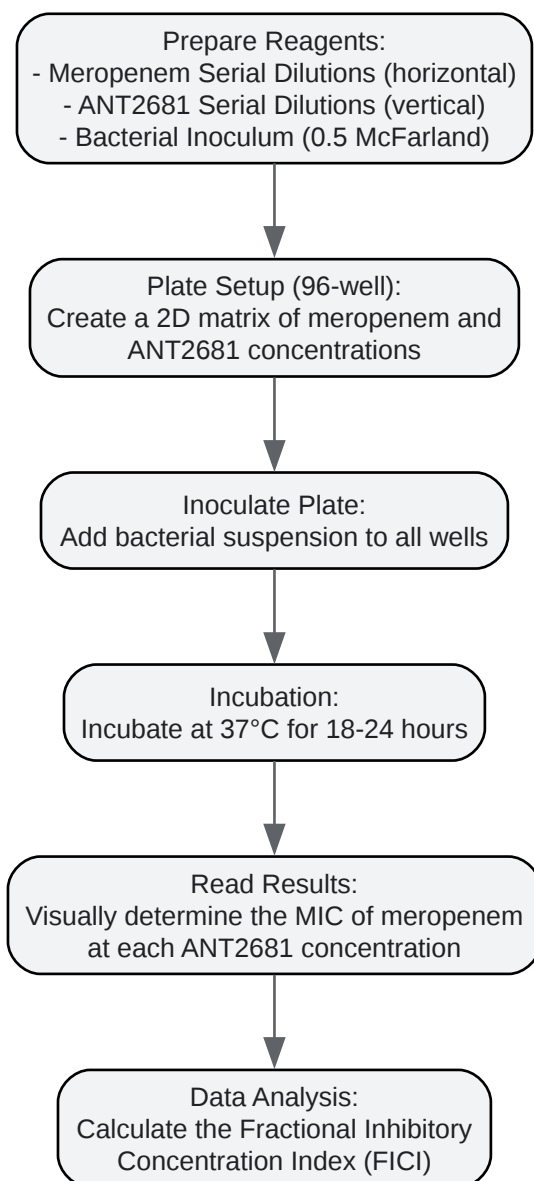 Prepare Reagents:
- Meropenem Serial Dilutions (horizontal)
- ANT2681 Serial Dilutions (vertical)
- Bacterial Inoculum (0.5 McFarland)
Plate Setup (96-well):
Create a 2D matrix of meropenem and
ANT2681 concentrations
Inoculate Plate:
Add bacterial suspension to all wells
Incubation:
Incubate at 37°C for 18-24 hours
Read Results:
Visually determine the MIC of meropenem
at each ANT2681 concentration
Data Analysis:
Calculate the Fractional Inhibitory
Concentration Index (FICI)